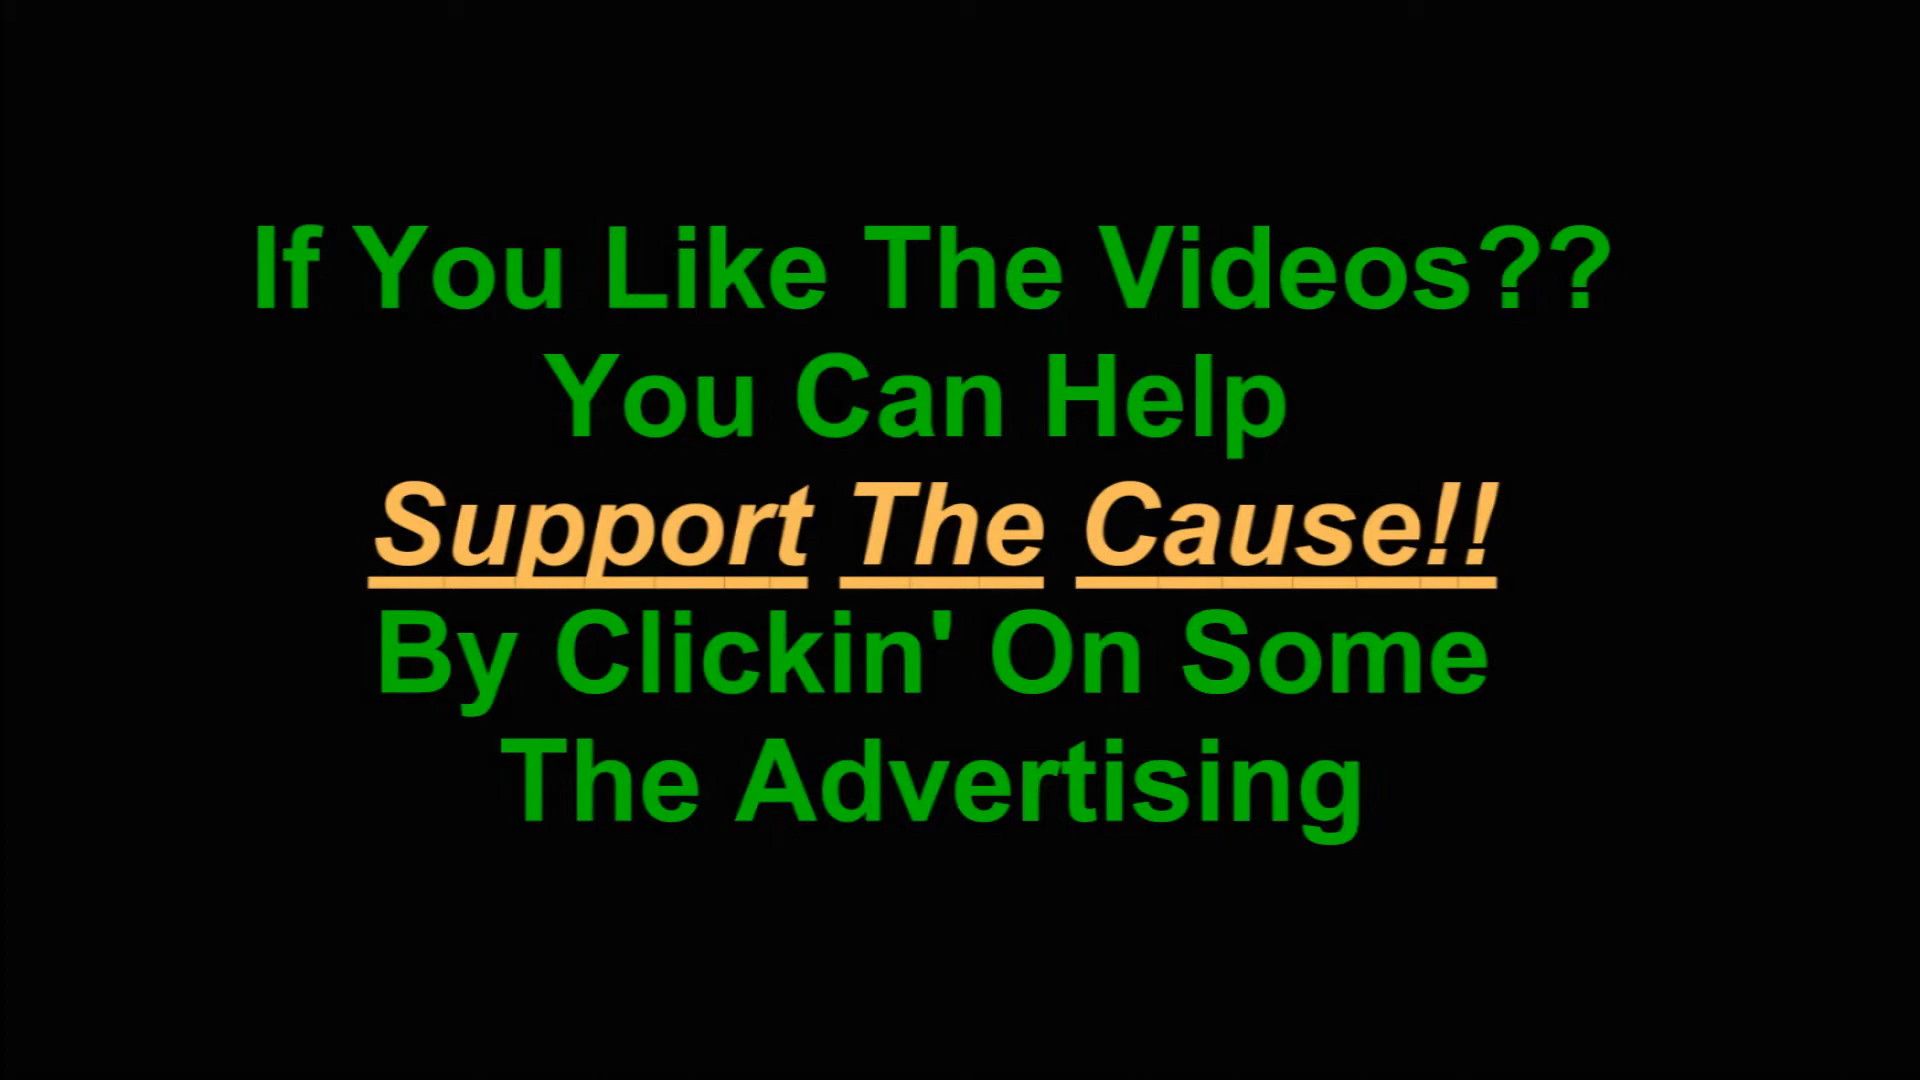 If You Like The Videos??
You Can Help
Support The Cause!!
By Clickin' On Some
The Advertising